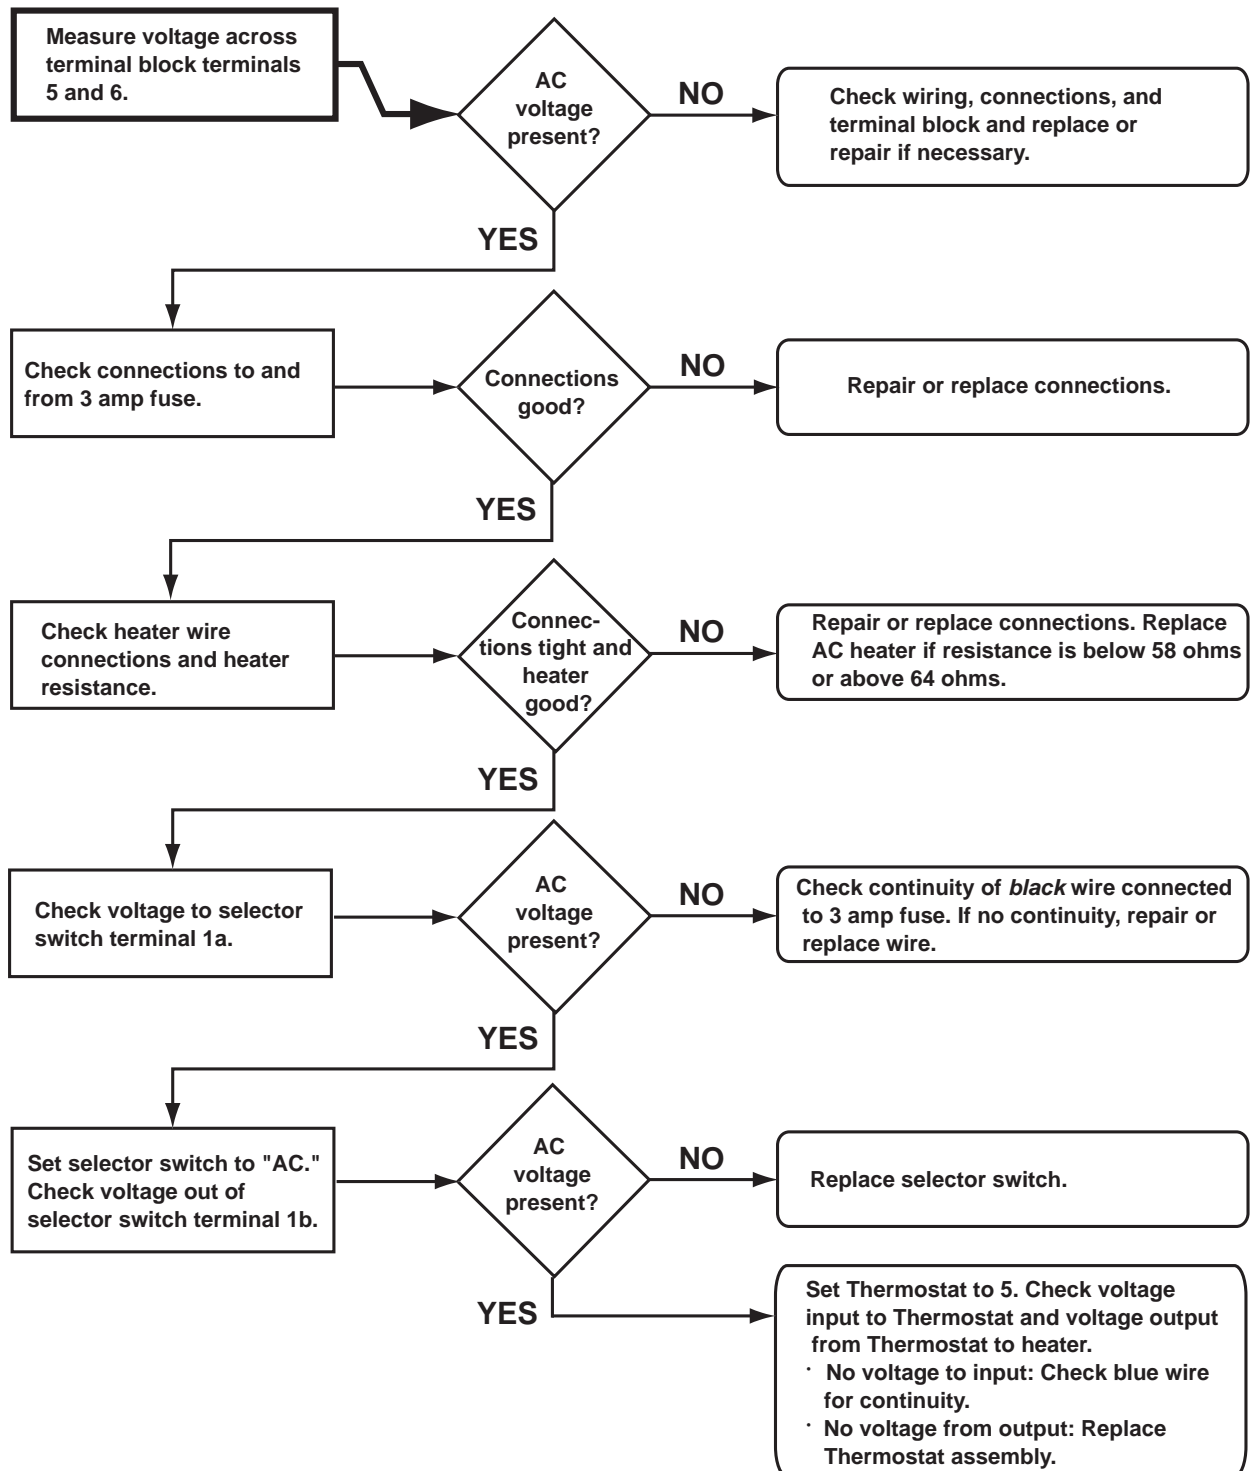 Measure voltage across
terminal block terminals
5 and 6.
AC
voltage
present?
NO
Check wiring, connections, and
terminal block and replace or
repair if necessary.
YES
Check connections to and
from 3 amp fuse.
Connections
good?
NO
Repair or replace connections.
YES
Check heater wire
connections and heater
resistance.
Connec-
tions tight and
heater
good?
NO
Repair or replace connections. Replace
AC heater if resistance is below 58 ohms
or above 64 ohms.
YES
Check voltage to selector
switch terminal 1a.
AC
voltage
present?
NO
Check continuity of black wire connected
to 3 amp fuse. If no continuity, repair or
replace wire.
YES
Set selector switch to "AC."
Check voltage out of
selector switch terminal 1b.
AC
voltage
present?
NO
Replace selector switch.
YES
Set Thermostat to 5. Check voltage
input to Thermostat and voltage output
from Thermostat to heater.
· No voltage to input: Check blue wire
for continuity.
· No voltage from output: Replace
Thermostat assembly.